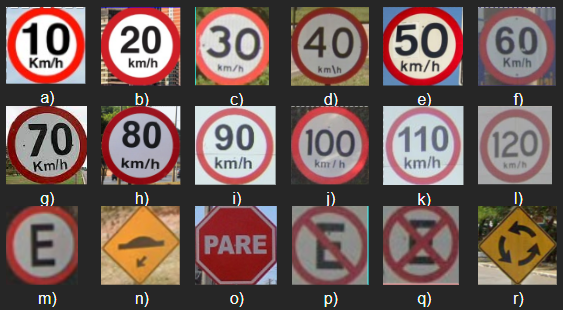 10 Km/h
20 km/h
30 km/h
40 km\h
50 km/h
60 Km/h
a) b) c) d) e) f)
70 Km/h
80 km/h
90 km/h
100 km/h
110 km/h
120 km/h
g) h) i) j) k) l)
E
PARE
E
E
m) n) o) p) q) r)